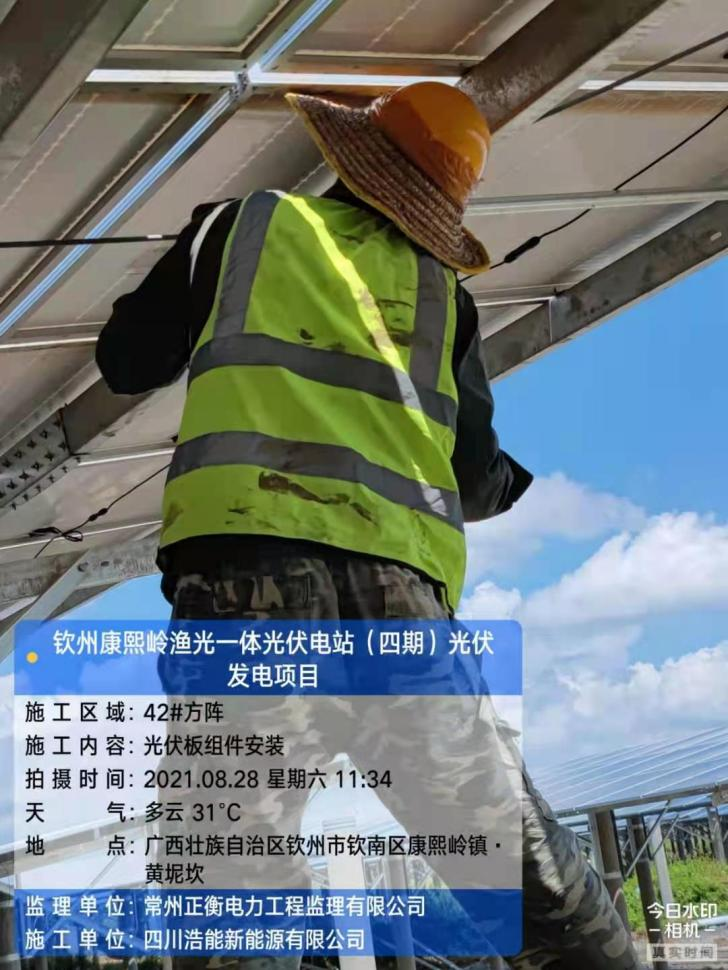 钦州康熙岭渔光一体光伏电站（四期）光伏
发电项目
施工区域：42#方阵
施工内容：光伏板组件安装
拍摄时间：2021.08.28 星期六 11:34
天 气：多云 31℃
地 点：广西壮族自治区钦州市钦南区康熙岭镇·
黄坭坎
监理单位：常州正衡电力工程监理有限公司
施工单位：四川浩能新能源有限公司
今日水印
－相机－
真实时间